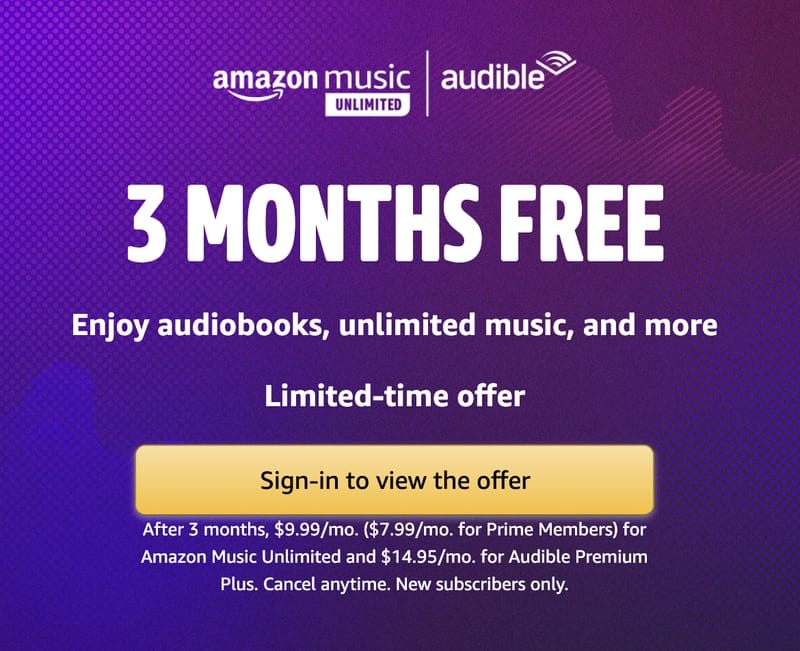 amazon music | audible
UNLIMITED
3 MONTHS FREE
Enjoy audiobooks, unlimited music, and more
Limited-time offer
Sign-in to view the offer
After 3 months, $9.99/mo. ($7.99/mo. for Prime Members) for
Amazon Music Unlimited and $14.95/mo. for Audible Premium
Plus. Cancel anytime. New subscribers only.